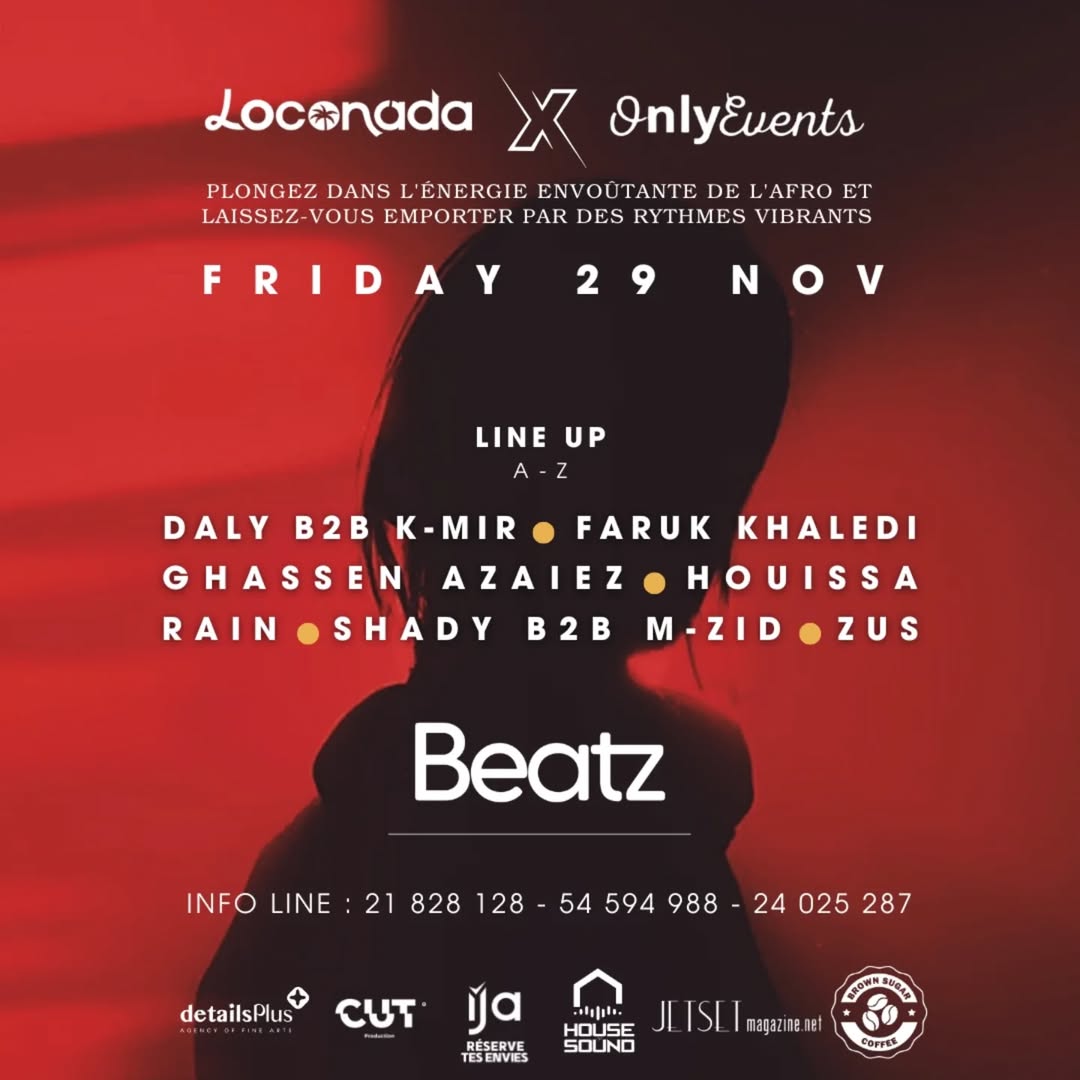 Loconada X OnlyEvents
PLONGEZ DANS L'ÉNERGIE ENVOÛTANTE DE L'AFRO ET
LAISSEZ-VOUS EMPORTER PAR DES RYTHMES VIBRANTS
FRIDAY 29 NOV
LINE UP
A - Z
DALY B2B K-MIR • FARUK KHALEDI
GHASSEN AZAIEZ • HOUISSA
RAIN • SHADY B2B M-ZID • ZUS
Beatz
INFO LINE : 21 828 128 - 54 594 988 - 24 025 287
detailsPlus
AGENCY OF FINE ARTS
CUT
Production
ija
RÉSERVE
TES ENVIES
HOUSE
SOUND
JETSET magazine.net
BROWN SUGAR
COFFEE